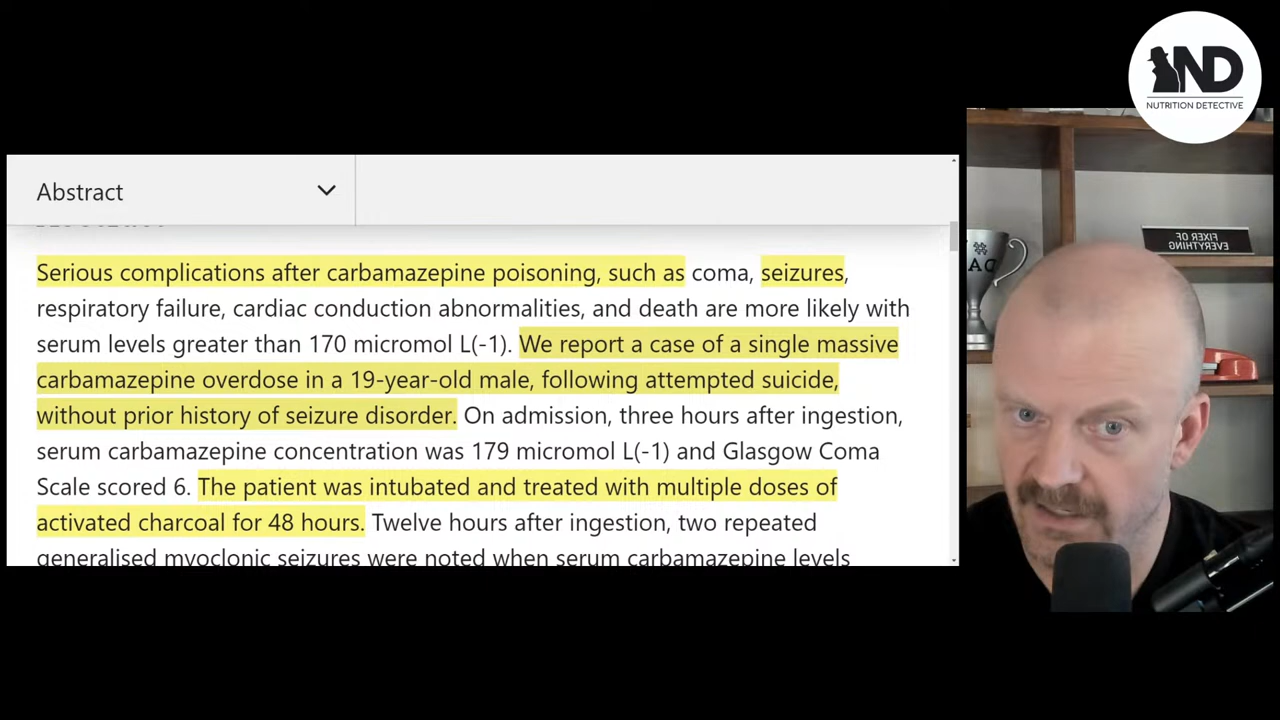 ND
NUTRITION DETECTIVE
Abstract
Serious complications after carbamazepine poisoning, such as coma, seizures,
respiratory failure, cardiac conduction abnormalities, and death are more likely with
serum levels greater than 170 micromol L(-1). We report a case of a single massive
carbamazepine overdose in a 19-year-old male, following attempted suicide,
without prior history of seizure disorder. On admission, three hours after ingestion,
serum carbamazepine concentration was 179 micromol L(-1) and Glasgow Coma
Scale scored 6. The patient was intubated and treated with multiple doses of
activated charcoal for 48 hours. Twelve hours after ingestion, two repeated
generalised myoclonic seizures were noted when serum carbamazepine levels
FIXER OF
EVERYTHING